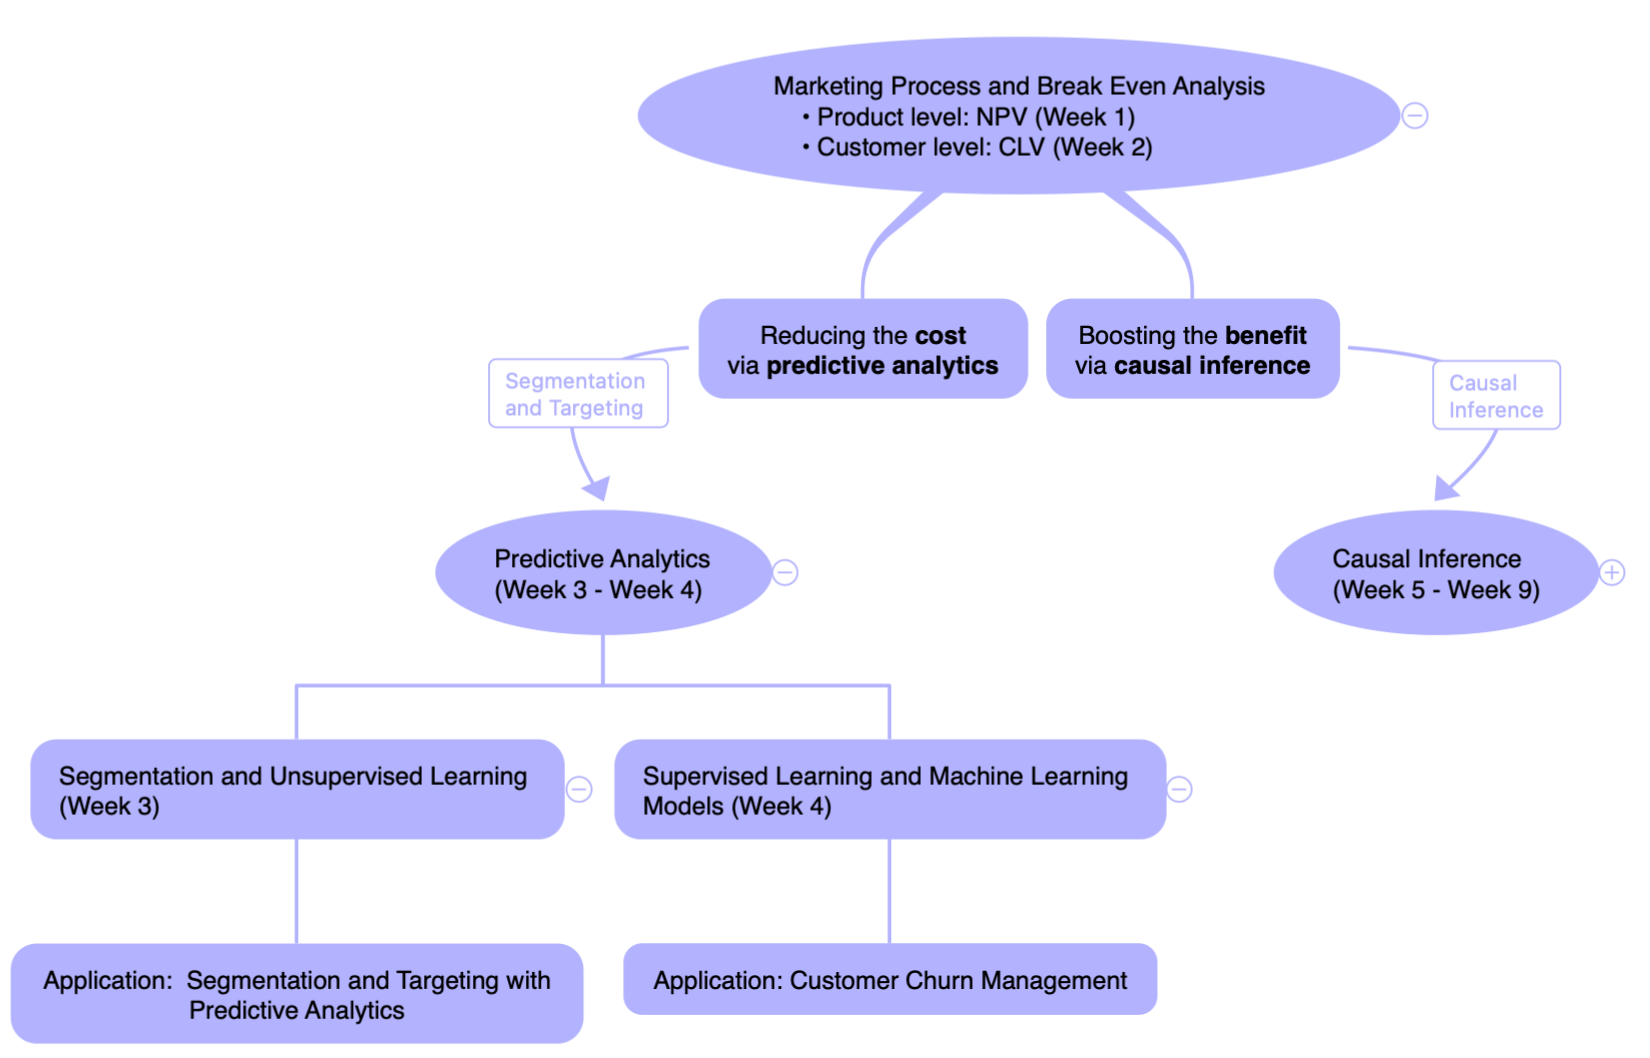 Marketing Process and Break Even Analysis
• Product level: NPV (Week 1)
• Customer level: CLV (Week 2)
Reducing the cost
via predictive analytics
Boosting the benefit
via causal inference
Segmentation
and Targeting
Causal
Inference
Predictive Analytics
(Week 3 - Week 4)
Causal Inference
(Week 5 - Week 9)
Segmentation and Unsupervised Learning
(Week 3)
Supervised Learning and Machine Learning
Models (Week 4)
Application:  Segmentation and Targeting with
Predictive Analytics
Application: Customer Churn Management